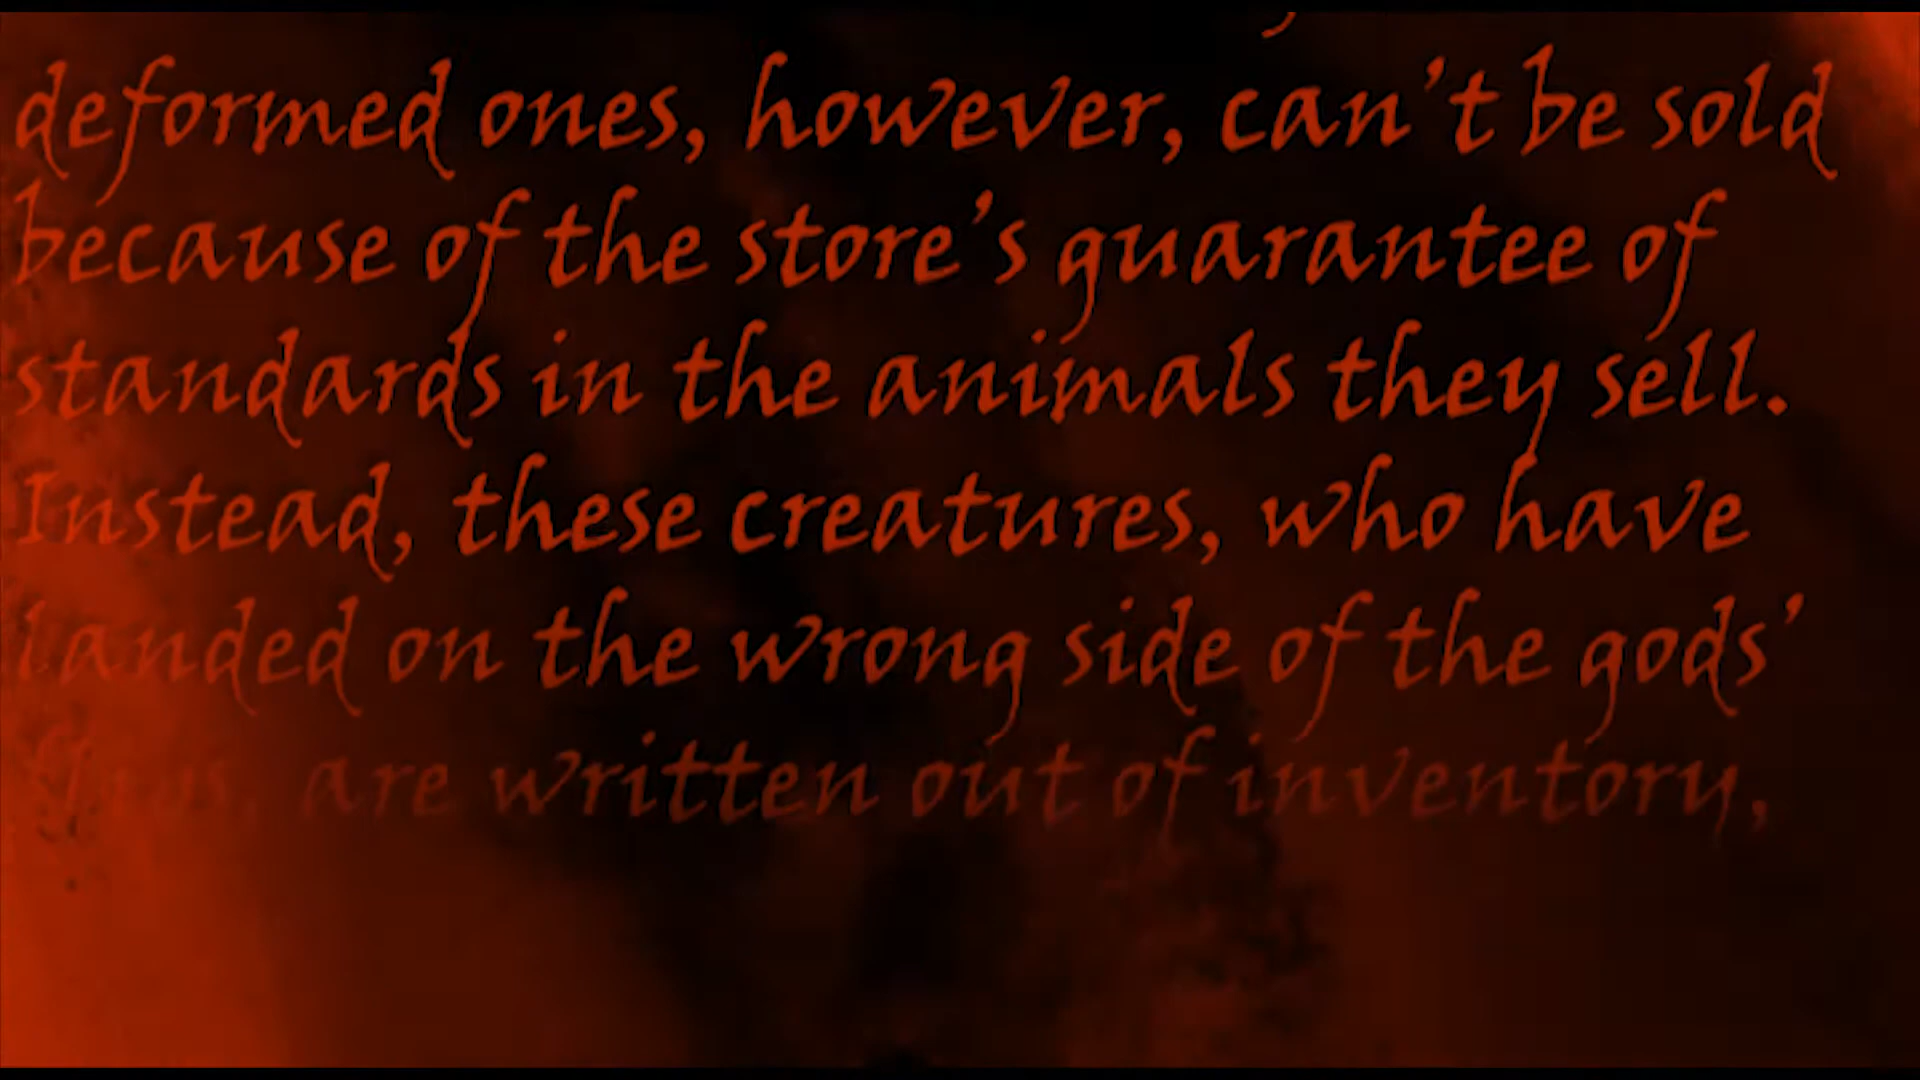 deformed ones, however, can't be sold
because of the store's guarantee of
standards in the animals they sell.
Instead, these creatures, who have
landed on the wrong side of the gods'
are written out of inventory,